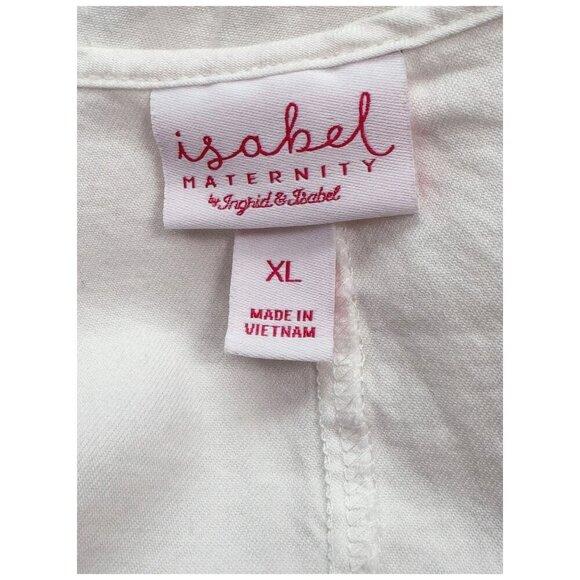 isabel
MATERNITY
by Ingrid & Isabel
XL
MADE IN
VIETNAM